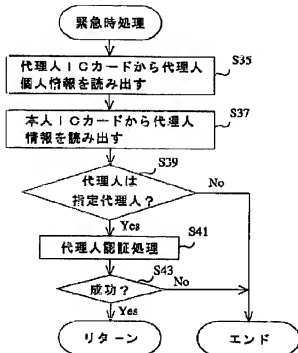 緊急時処理
S35
代理人ICカードから代理人
個人情報を読み出す
S37
本人ICカードから代理人
情報を読み出す
S39
代理人は
指定代理人?
No
Yes
S41
代理人認証処理
S43
成功?
No
Yes
リターン
エンド